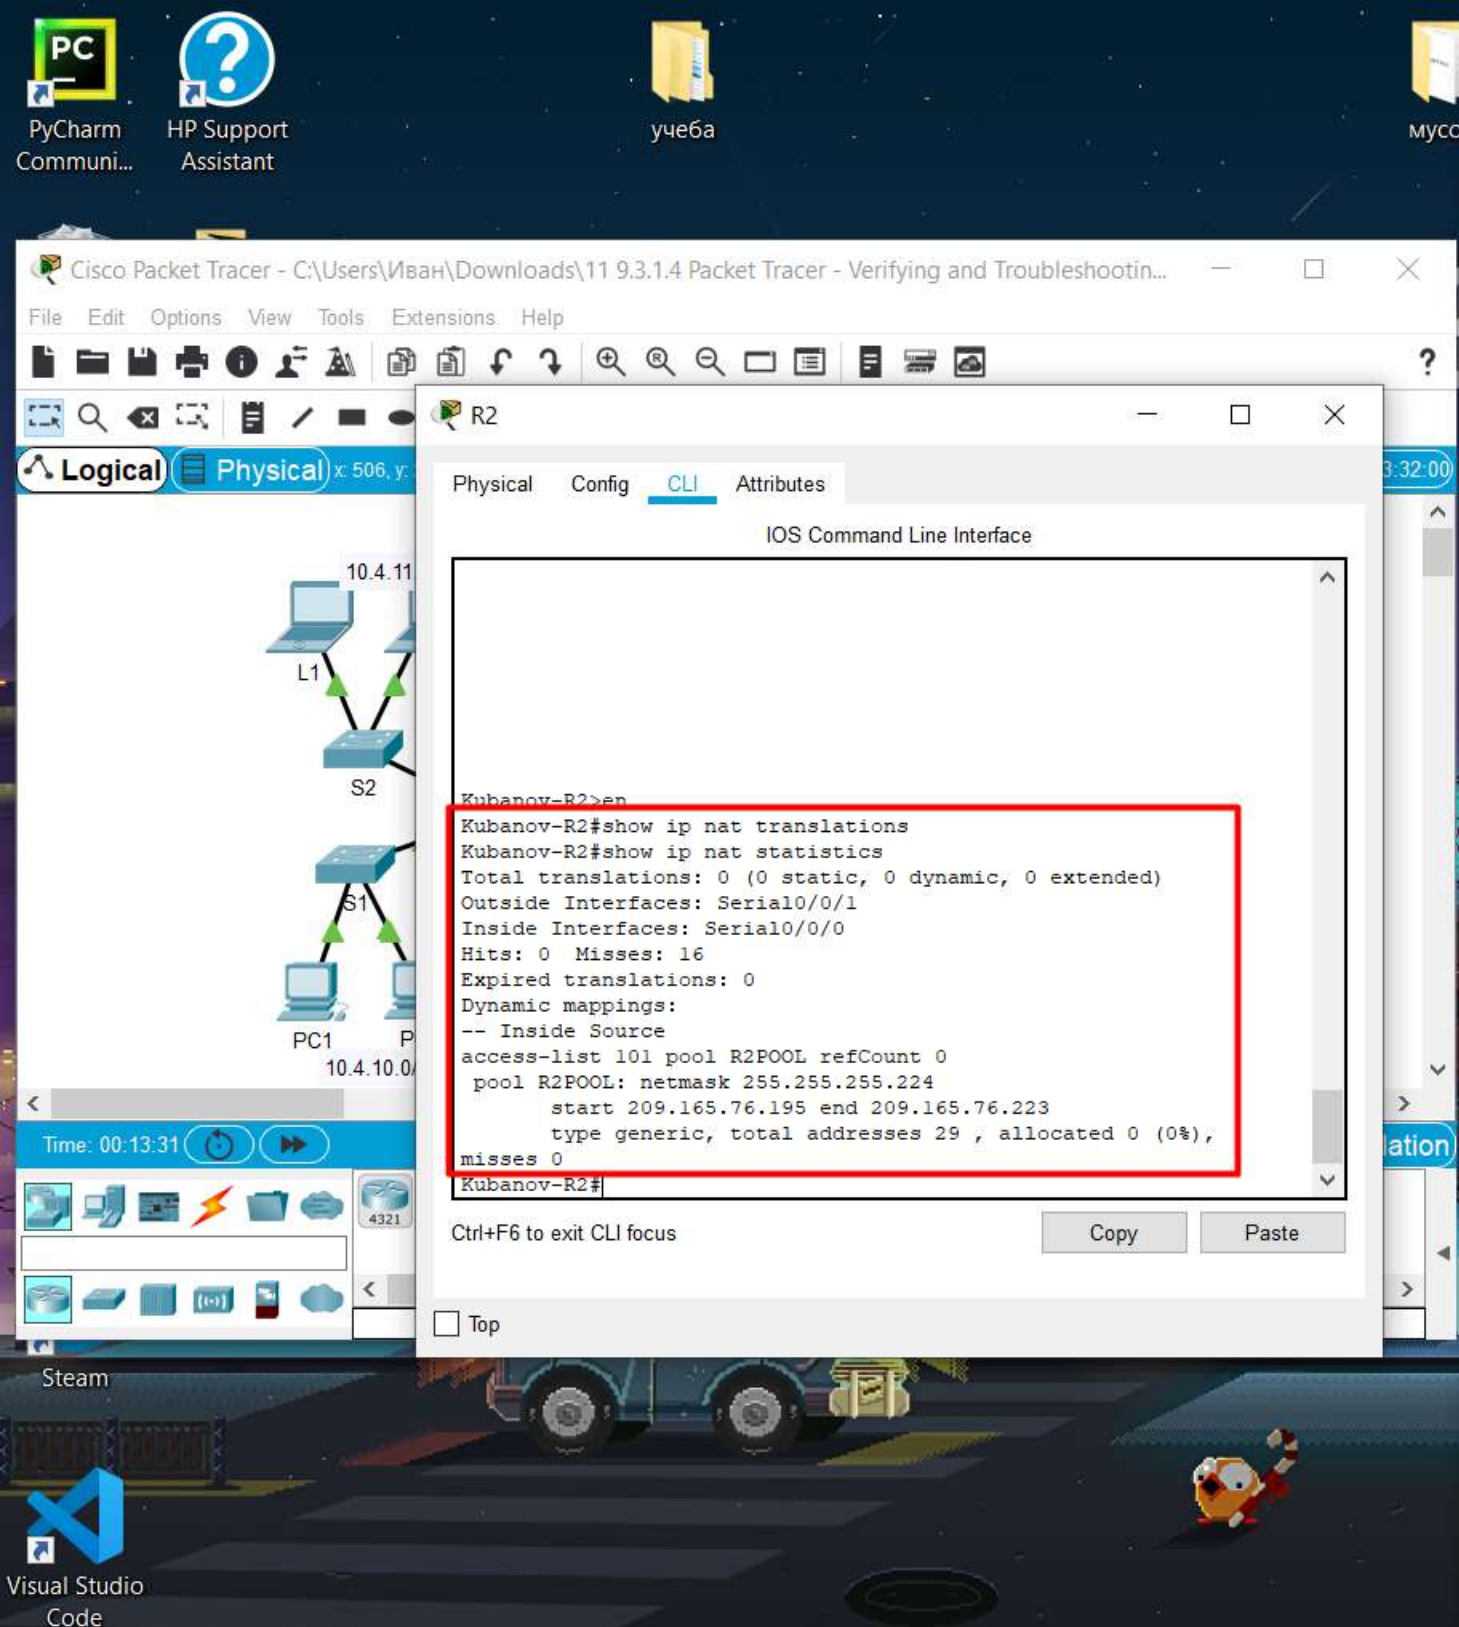 PC
PyCharm
Communi...
HP Support
Assistant
учеба
Cisco Packet Tracer - C:\Users\Иван\Downloads\11 9.3.1.4 Packet Tracer - Verifying and Troubleshootin...
File Edit Options View Tools Extensions Help
R2
Logical
Physical
x: 506, y:
3:32:00
Physical Config CLI Attributes
IOS Command Line Interface
10.4.11
L1
S2
S1
PC1
P
10.4.10.0/
Kubanov-R2>en
Kubanov-R2#show ip nat translations
Kubanov-R2#show ip nat statistics
Total translations: 0 (0 static, 0 dynamic, 0 extended)
Outside Interfaces: Serial0/0/1
Inside Interfaces: Serial0/0/0
Hits: 0  Misses: 16
Expired translations: 0
Dynamic mappings:
-- Inside Source
access-list 101 pool R2POOL refCount 0
 pool R2POOL: netmask 255.255.255.224
       start 209.165.76.195 end 209.165.76.223
       type generic, total addresses 29 , allocated 0 (0%),
misses 0
Kubanov-R2#
Time: 00:13:31
ation
4321
Ctrl+F6 to exit CLI focus
Copy
Paste
Top
Steam
Visual Studio
Code